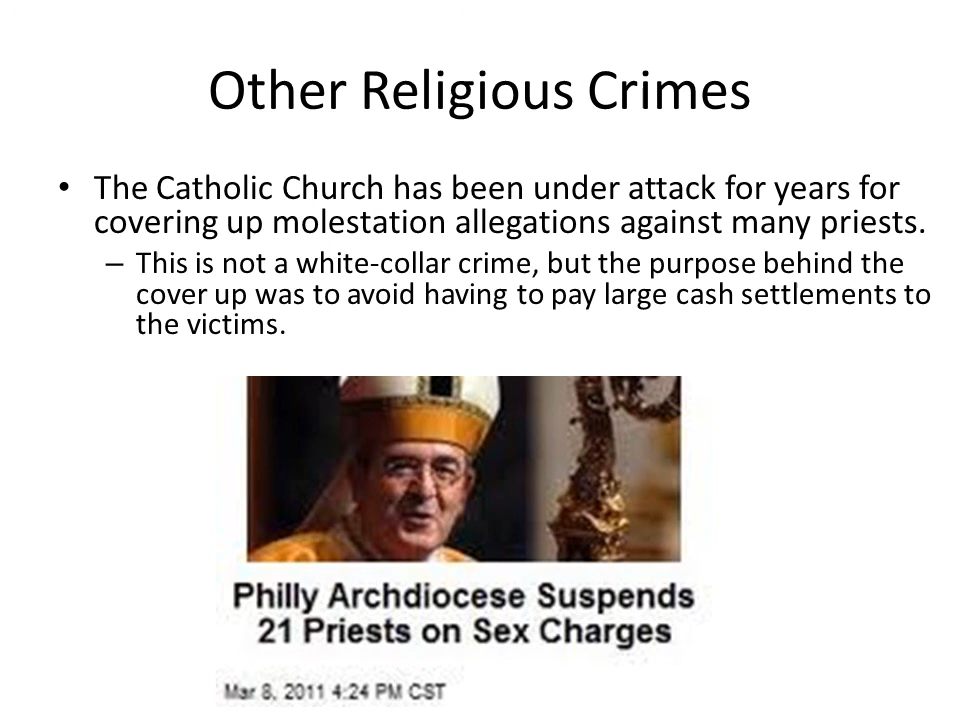 Other Religious Crimes
• The Catholic Church has been under attack for years for
covering up molestation allegations against many priests.
– This is not a white-collar crime, but the purpose behind the
cover up was to avoid having to pay large cash settlements to
the victims.
Philly Archdiocese Suspends
21 Priests on Sex Charges
Mar 8, 2011 4:24 PM CST